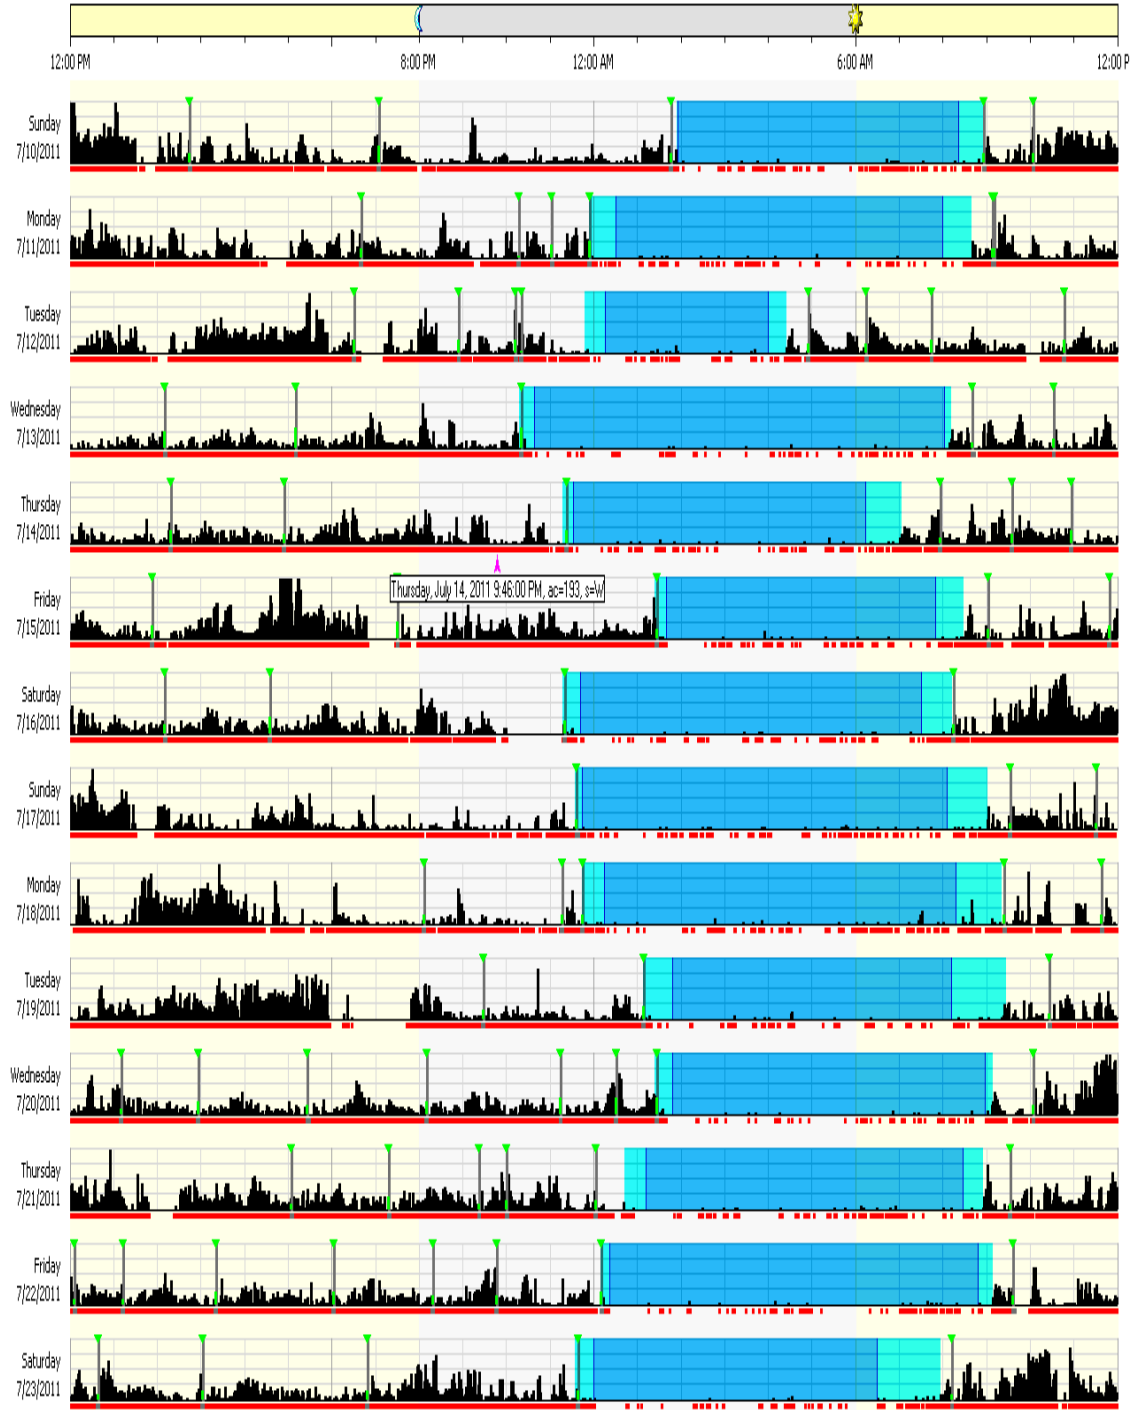 12:00 PM 8:00 PM 12:00 AM 6:00 AM 12:00 P
Sunday
7/10/2011
Monday
7/11/2011
Tuesday
7/12/2011
Wednesday
7/13/2011
Thursday
7/14/2011
Thursday, July 14, 2011 9:46:00 PM, ac=193, s=W
Friday
7/15/2011
Saturday
7/16/2011
Sunday
7/17/2011
Monday
7/18/2011
Tuesday
7/19/2011
Wednesday
7/20/2011
Thursday
7/21/2011
Friday
7/22/2011
Saturday
7/23/2011